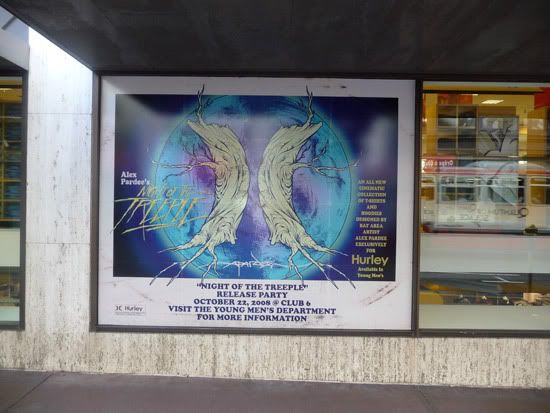 Alex
Pardee's
NIGHT OF THE
TREEPLE
AN ALL NEW
CINEMATIC
COLLECTION
OF T-SHIRTS
AND
HOODIES
DESIGNED BY
BAY AREA
ARTIST
ALEX PARDEE
EXCLUSIVELY
FOR
Hurley
Available In
Young Men's
PARDEE
"NIGHT OF THE TREEPLE"
RELEASE PARTY
OCTOBER 22, 2008 @ CLUB 6
VISIT THE YOUNG MEN'S DEPARTMENT
FOR MORE INFORMATION
Hurley